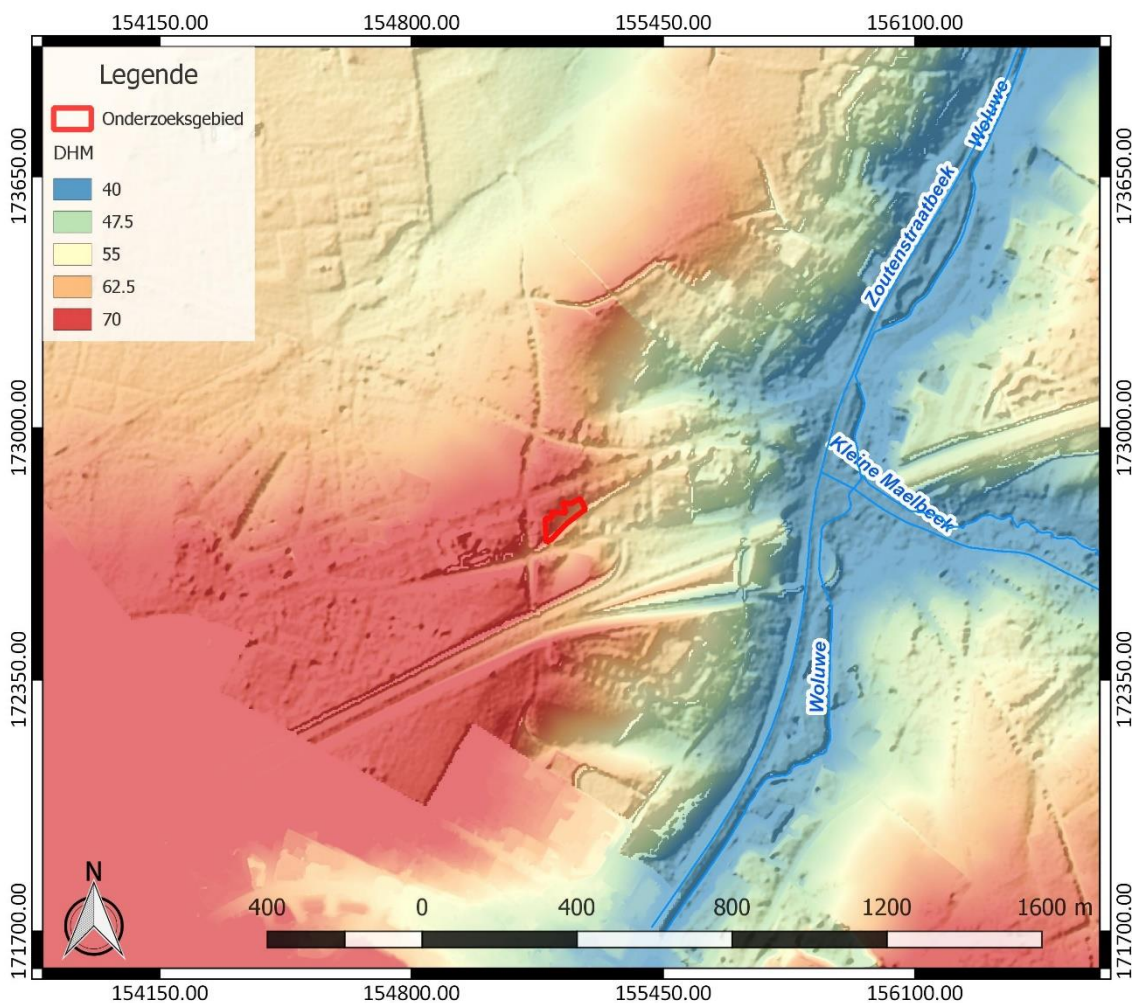 154150.00 154800.00 155450.00 156100.00
Legende
Onderzoeksgebied
DHM
40
47.5
55
62.5
70
173650.00
173650.00
173000.00
173000.00
172350.00
172350.00
171700.00
171700.00
Woluwe
Zoutenstraatbeek
Kleine Maelbeek
Woluwe
N
400 0 400 800 1200 1600 m
154150.00 154800.00 155450.00 156100.00